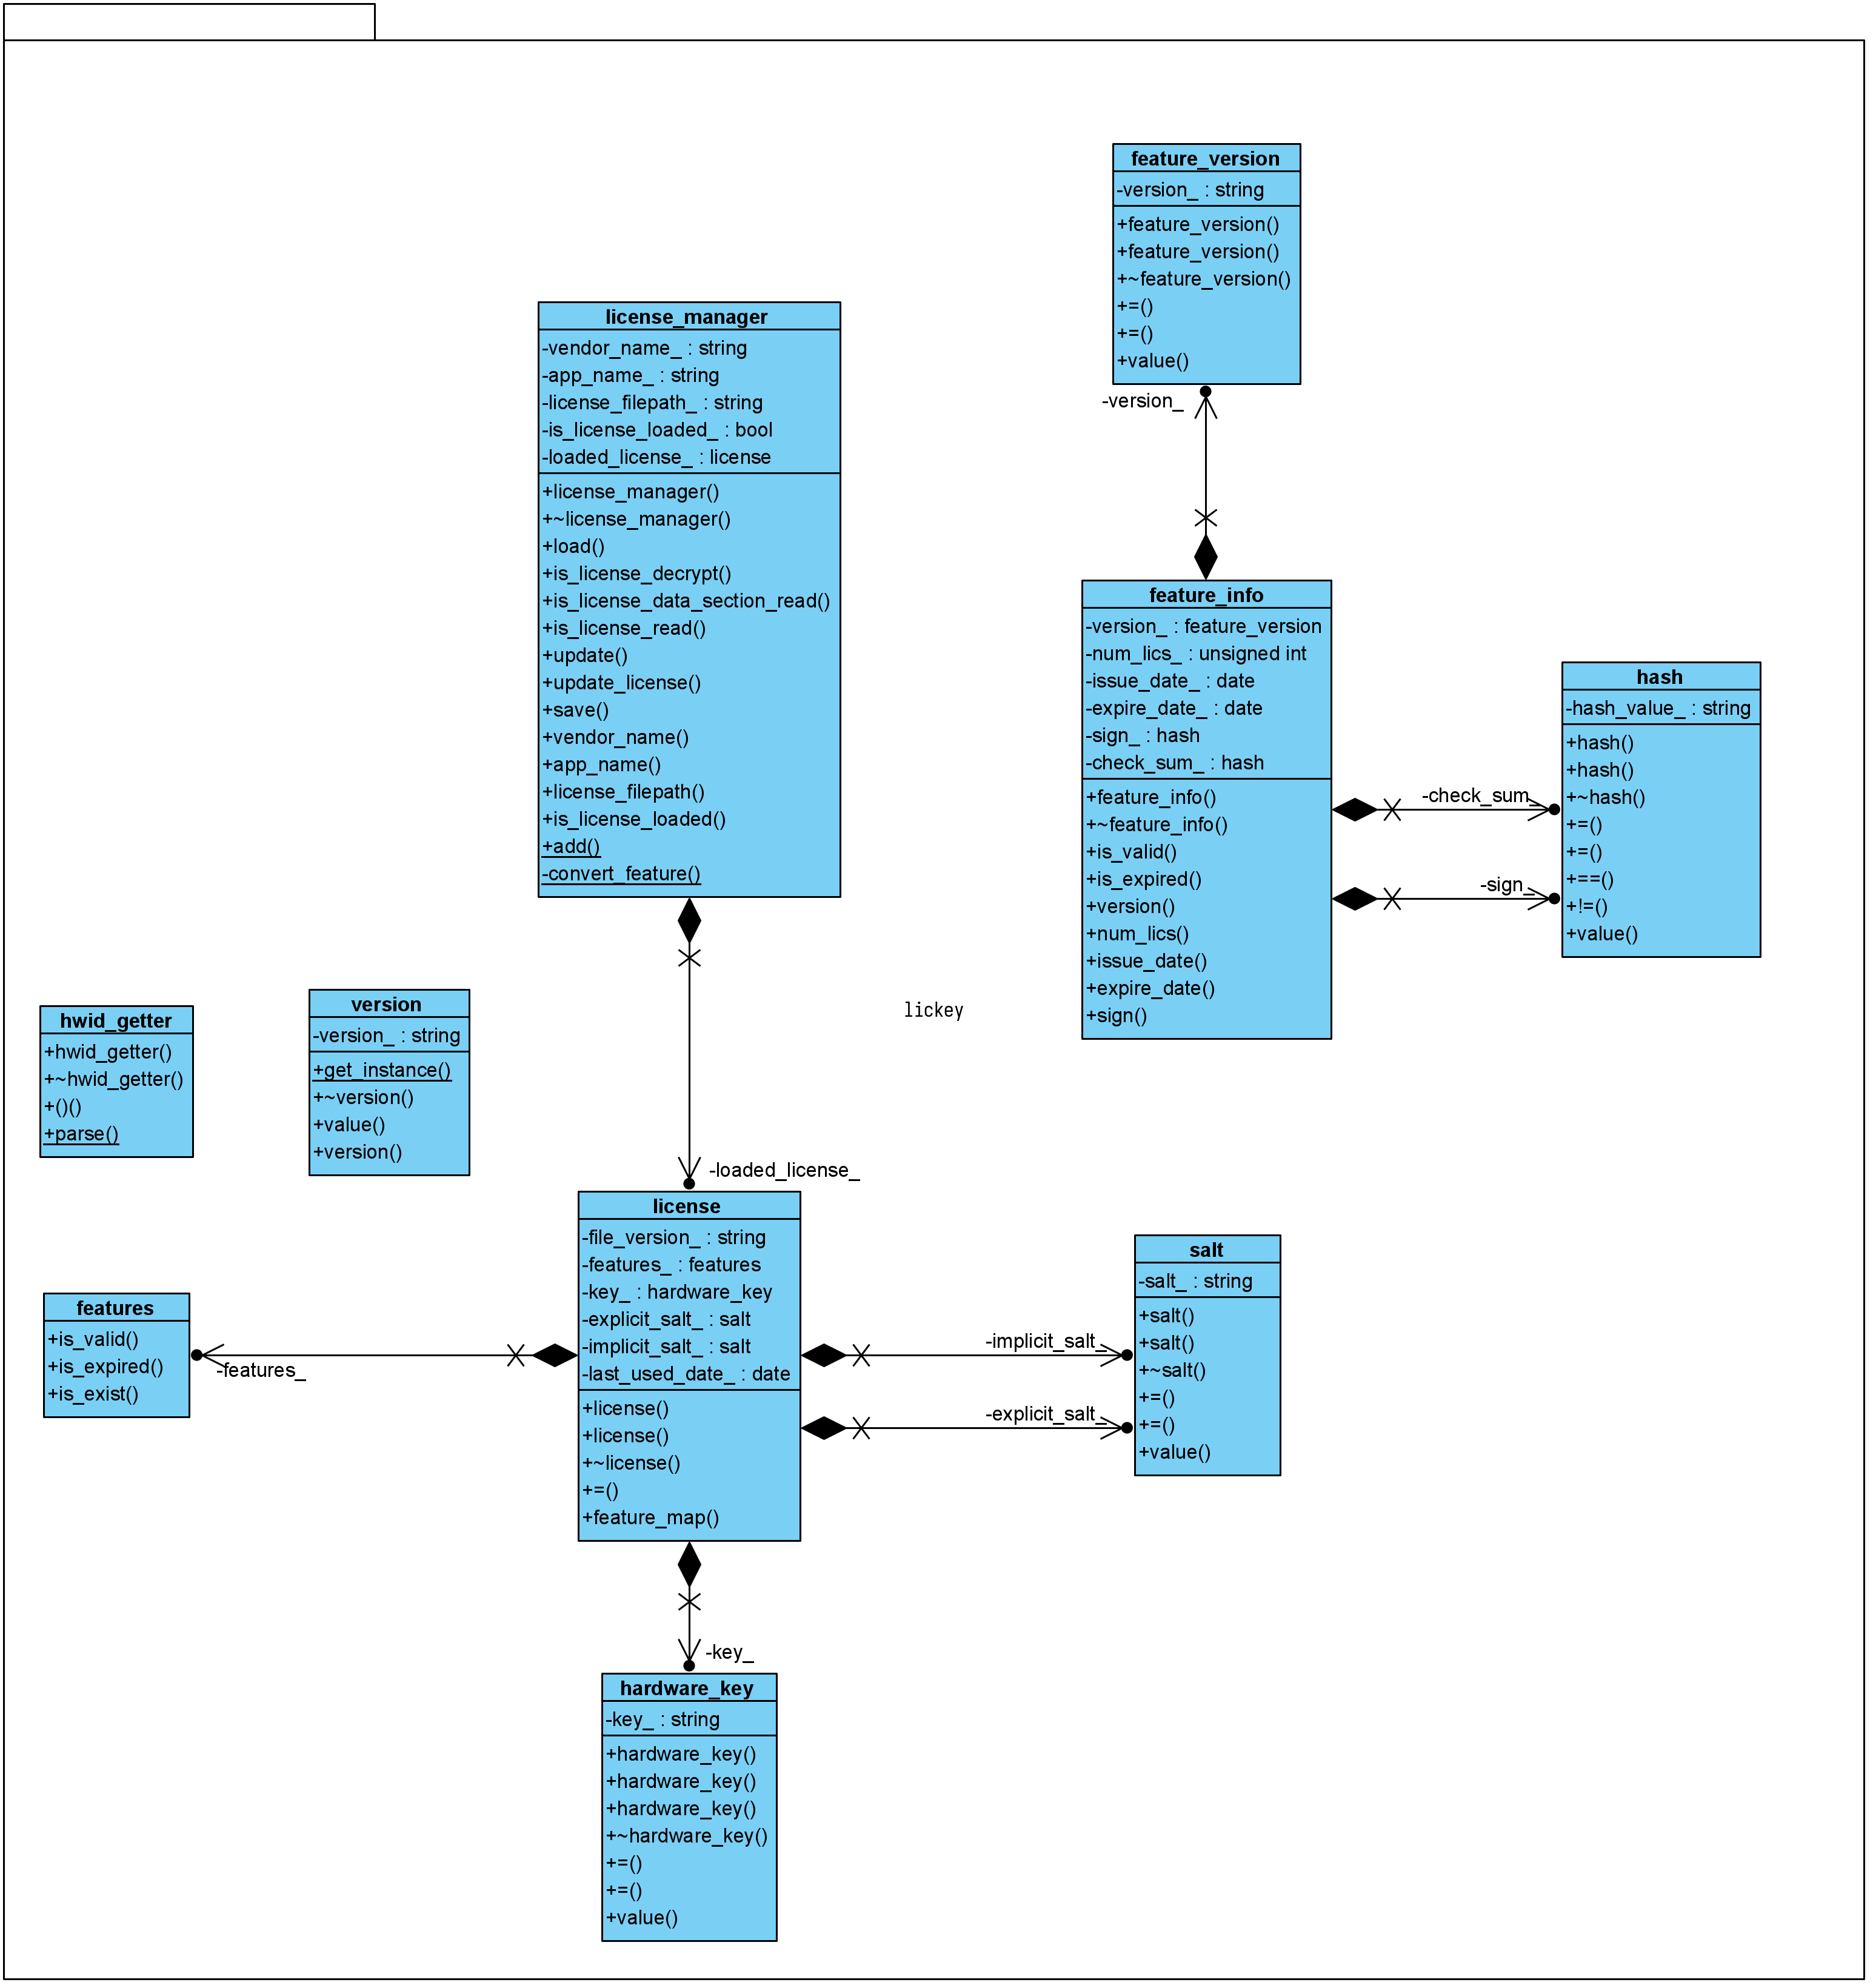 feature_version
-version_ : string
+feature_version()
+feature_version()
+~feature_version()
+=()
+=()
+value()
-version_
license_manager
-vendor_name_ : string
-app_name_ : string
-license_filepath_ : string
-is_license_loaded_ : bool
-loaded_license_ : license
+license_manager()
+~license_manager()
+load()
+is_license_decrypt()
+is_license_data_section_read()
+is_license_read()
+update()
+update_license()
+save()
+vendor_name()
+app_name()
+license_filepath()
+is_license_loaded()
+add()
-convert_feature()
feature_info
-version_ : feature_version
-num_lics_ : unsigned int
-issue_date_ : date
-expire_date_ : date
-sign_ : hash
-check_sum_ : hash
+feature_info()
+~feature_info()
+is_valid()
+is_expired()
+version()
+num_lics()
+issue_date()
+expire_date()
+sign()
-check_sum_
-sign_
hash
-hash_value_ : string
+hash()
+hash()
+~hash()
+=()
+=()
+==()
+!=()
+value()
lickey
hwid_getter
+hwid_getter()
+~hwid_getter()
+()()
+parse()
version
-version_ : string
+get_instance()
+~version()
+value()
+version()
-loaded_license_
license
-file_version_ : string
-features_ : features
-key_ : hardware_key
-explicit_salt_ : salt
-implicit_salt_ : salt
-last_used_date_ : date
+license()
+license()
+~license()
+=()
+feature_map()
features
+is_valid()
+is_expired()
+is_exist()
-features_
-implicit_salt_
-explicit_salt_
salt
-salt_ : string
+salt()
+salt()
+~salt()
+=()
+=()
+value()
-key_
hardware_key
-key_ : string
+hardware_key()
+hardware_key()
+hardware_key()
+~hardware_key()
+=()
+=()
+value()